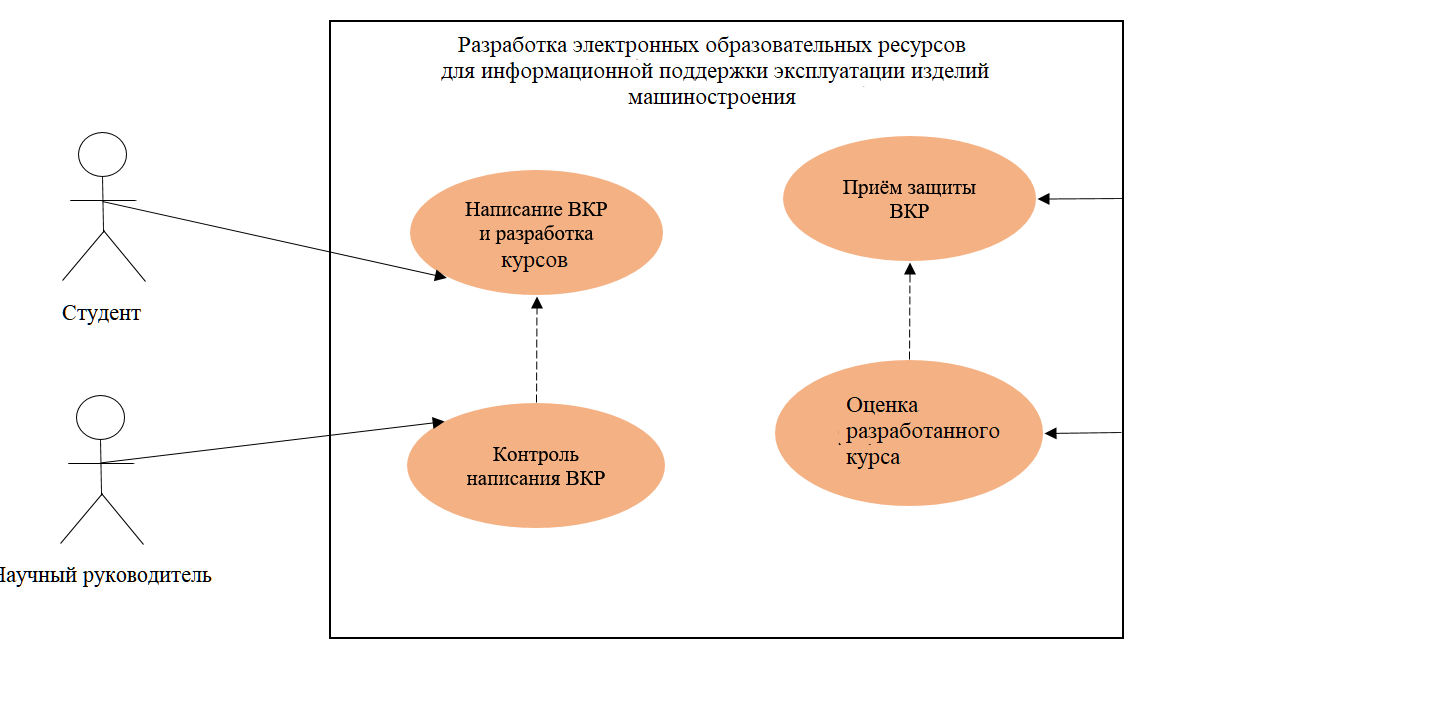 Разработка электронных образовательных ресурсов
для информационной поддержки эксплуатации изделий
машиностроения
Написание ВКР
и разработка
курсов
Приём защиты
ВКР
Студент
Контроль
написания ВКР
Оценка
разработанного
курса
Научный руководитель